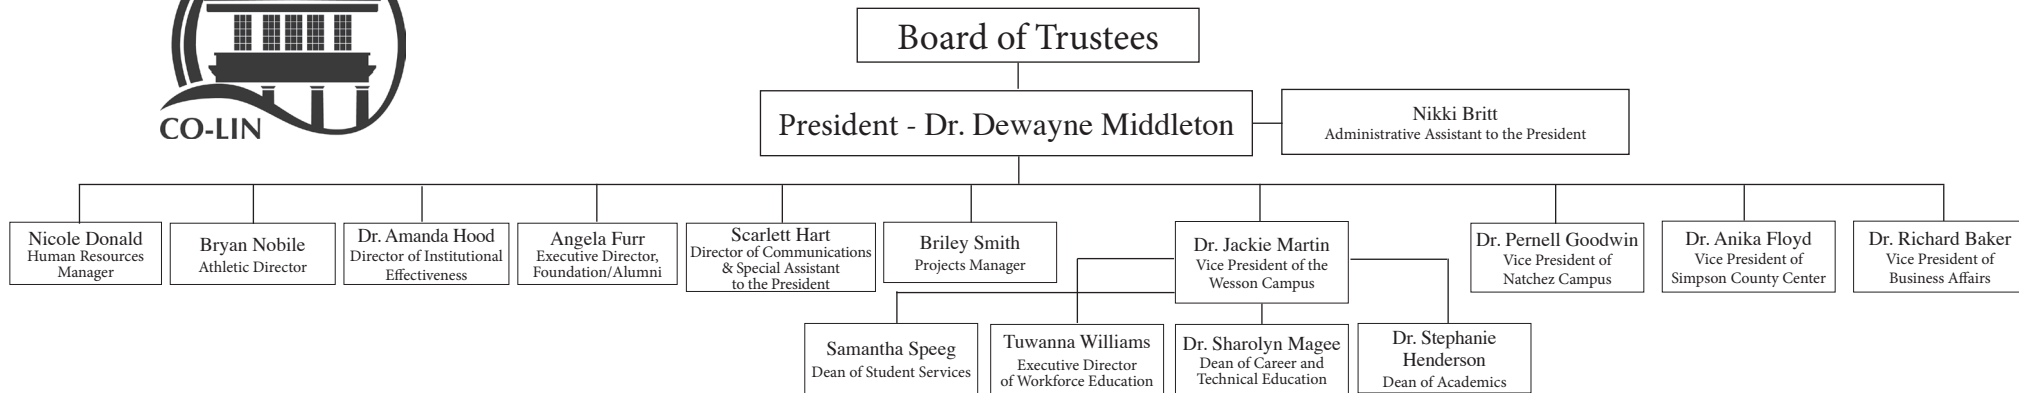 CO-LIN
Board of Trustees
President - Dr. Dewayne Middleton
Nikki Britt
Administrative Assistant to the President
Nicole Donald
Human Resources
Manager
Bryan Nobile
Athletic Director
Dr. Amanda Hood
Director of Institutional
Effectiveness
Angela Furr
Executive Director,
Foundation/Alumni
Scarlett Hart
Director of Communications
& Special Assistant
to the President
Briley Smith
Projects Manager
Dr. Jackie Martin
Vice President of the
Wesson Campus
Dr. Pernell Goodwin
Vice President of
Natchez Campus
Dr. Anika Floyd
Vice President of
Simpson County Center
Dr. Richard Baker
Vice President of
Business Affairs
Samantha Speeg
Dean of Student Services
Tuwanna Williams
Executive Director
of Workforce Education
Dr. Sharolyn Magee
Dean of Career and
Technical Education
Dr. Stephanie
Henderson
Dean of Academics